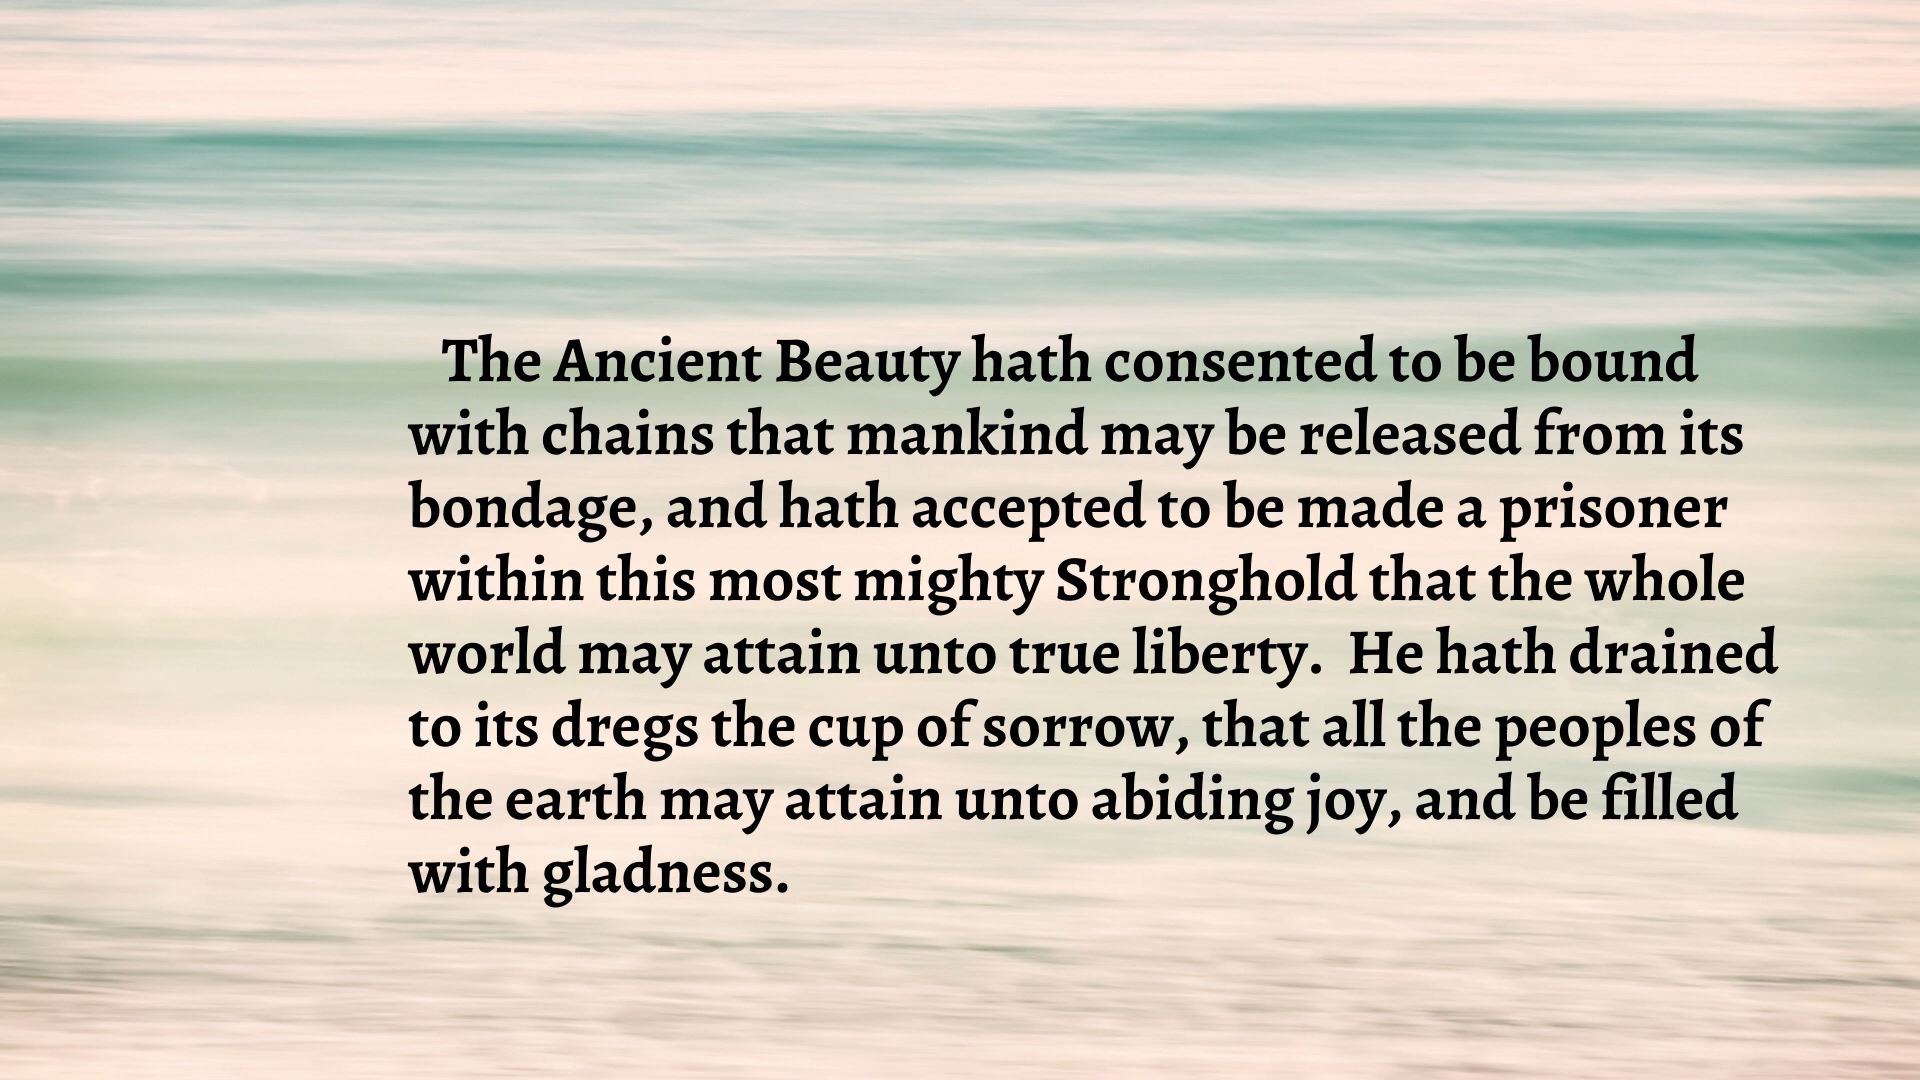 The Ancient Beauty hath consented to be bound
with chains that mankind may be released from its
bondage, and hath accepted to be made a prisoner
within this most mighty Stronghold that the whole
world may attain unto true liberty.  He hath drained
to its dregs the cup of sorrow, that all the peoples of
the earth may attain unto abiding joy, and be filled
with gladness.